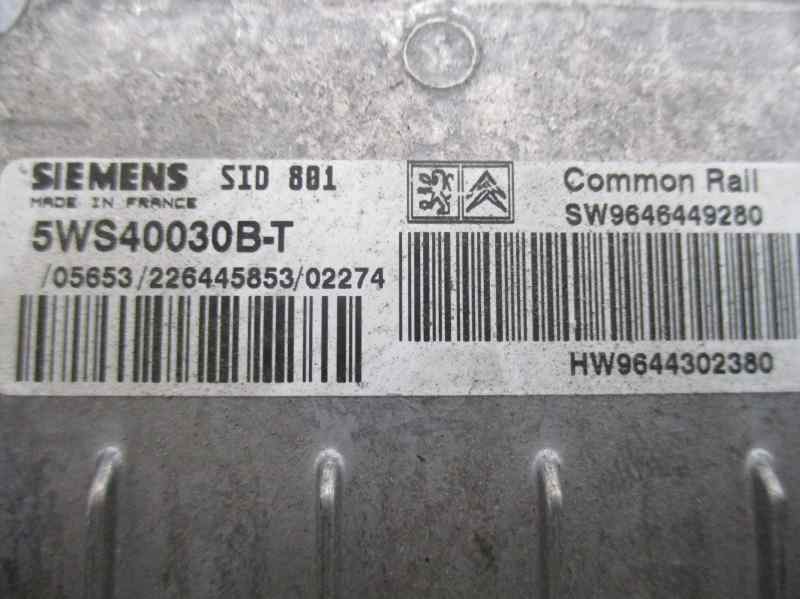 SIEMENS SID 801
MADE IN FRANCE
5WS40030B-T
/05653/226445853/02274
Common Rail
SW9646449280
HW9644302380